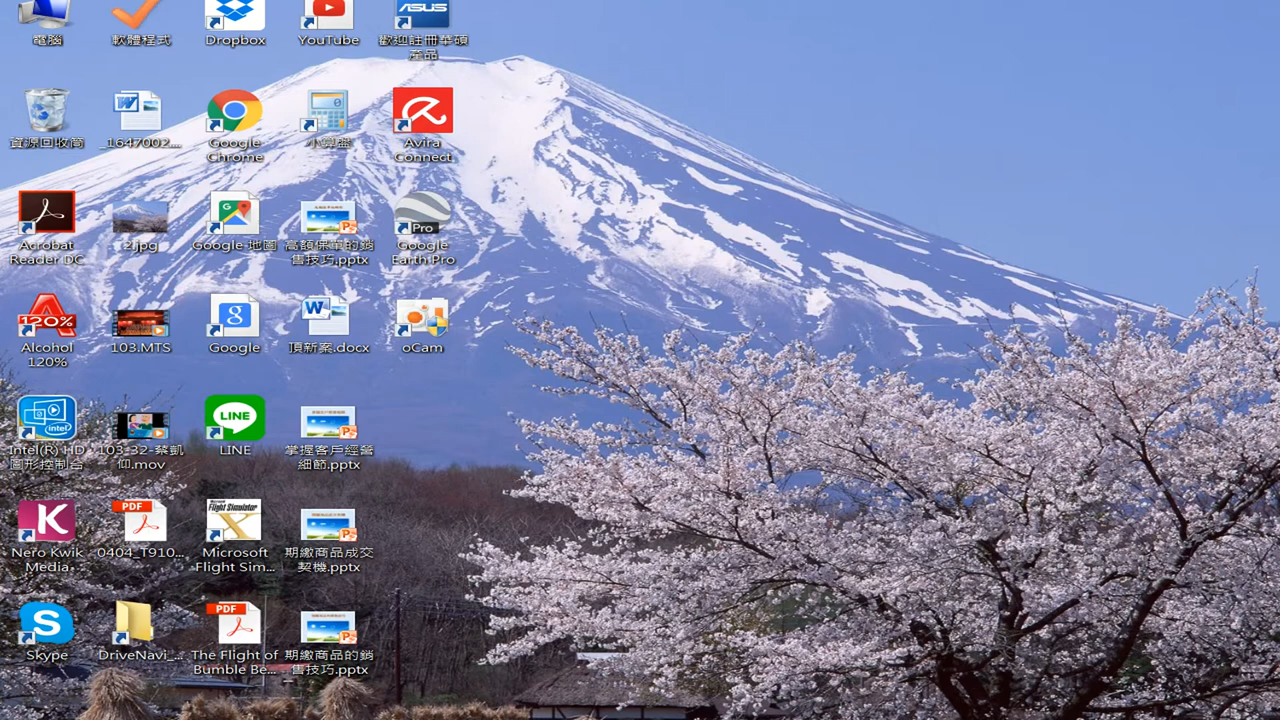 電腦
軟體程式
Dropbox
YouTube
ASUS
歡迎註冊華碩
產品
資源回收筒
_1647002....
Google
Chrome
小算盤
Avira
Connect
Acrobat
Reader DC
2.jpg
Google 地圖
高額保單的銷
售技巧.pptx
Pro
Google
Earth Pro
120%
Alcohol
120%
103.MTS
Google
頂新案.docx
oCam
intel
Intel(R) HD
圖形控制台
103-32-蔡凱
仰.mov
LINE
LINE
掌握客戶經營
細節.pptx
Nero Kwik
Media
PDF
0404_T910...
Flight Simulator
Microsoft
Flight Sim...
期繳商品成交
契機.pptx
Skype
DriveNavi_...
PDF
The Flight of
Bumble Be...
期繳商品的銷
售技巧.pptx